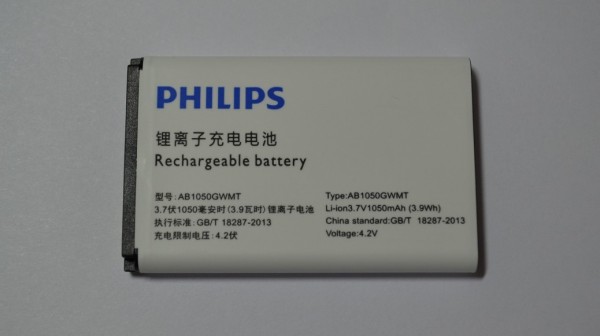 PHILIPS
锂离子充电电池
Rechargeable battery
型号:AB1050GWMT
3.7伏1050毫安时(3.9瓦时)锂离子电池
执行标准:GB/T 18287-2013
充电限制电压:4.2伏
Type:AB1050GWMT
Li-ion3.7V1050mAh (3.9Wh)
China standard:GB/T 18287-2013
Voltage:4.2V